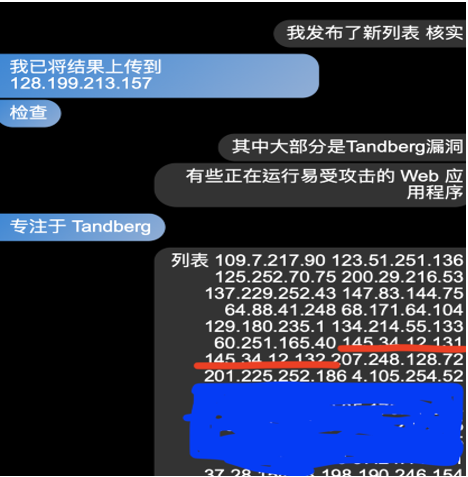 我发布了新列表 核实
我已将结果上传到
128.199.213.157
检查
其中大部分是Tandberg漏洞
有些正在运行易受攻击的 Web 应
用程序
专注于 Tandberg
列表 109.7.217.90 123.51.251.136
125.252.70.75 200.29.216.53
137.229.252.43 147.83.144.75
64.88.41.248 68.171.64.104
129.180.235.1 134.214.55.133
60.251.165.40 145.34.12.131
145.34.12.132 207.248.128.72
201.225.252.186 4.105.254.52
198.190.246.154